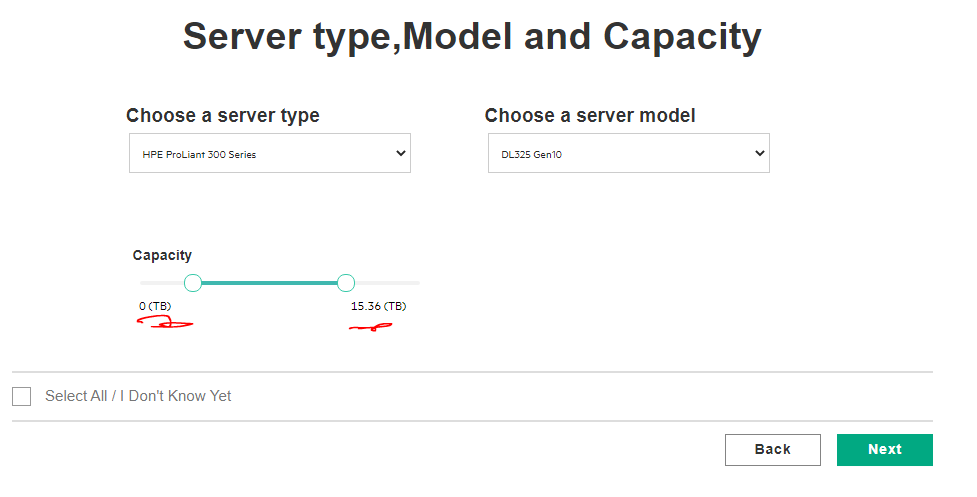 Server type,Model and Capacity
Choose a server type
Choose a server model
HPE ProLiant 300 Series
DL325 Gen10
Capacity
0 (TB)
15.36 (TB)
Select All / I Don't Know Yet
Back
Next